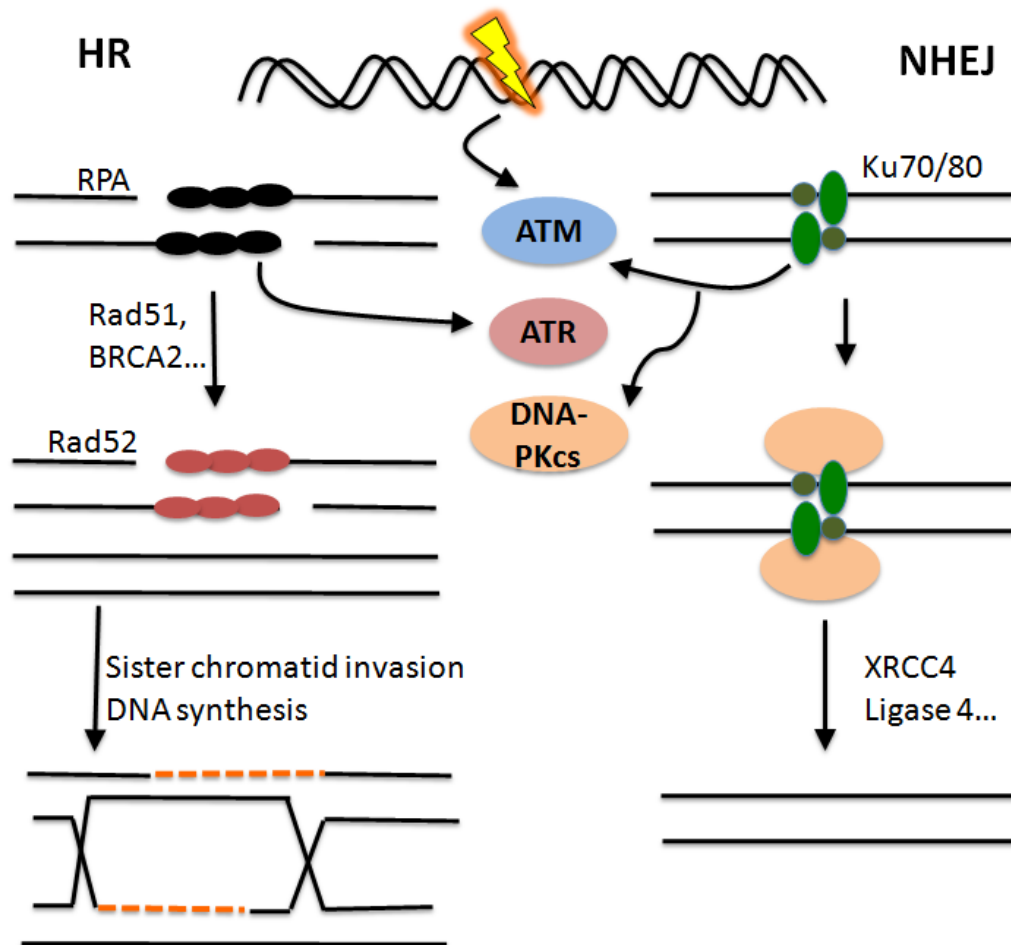 HR
NHEJ
RPA
Ku70/80
ATM
ATR
Rad51,
BRCA2...
DNA-
PKcs
Rad52
Sister chromatid invasion
DNA synthesis
XRCC4
Ligase 4...